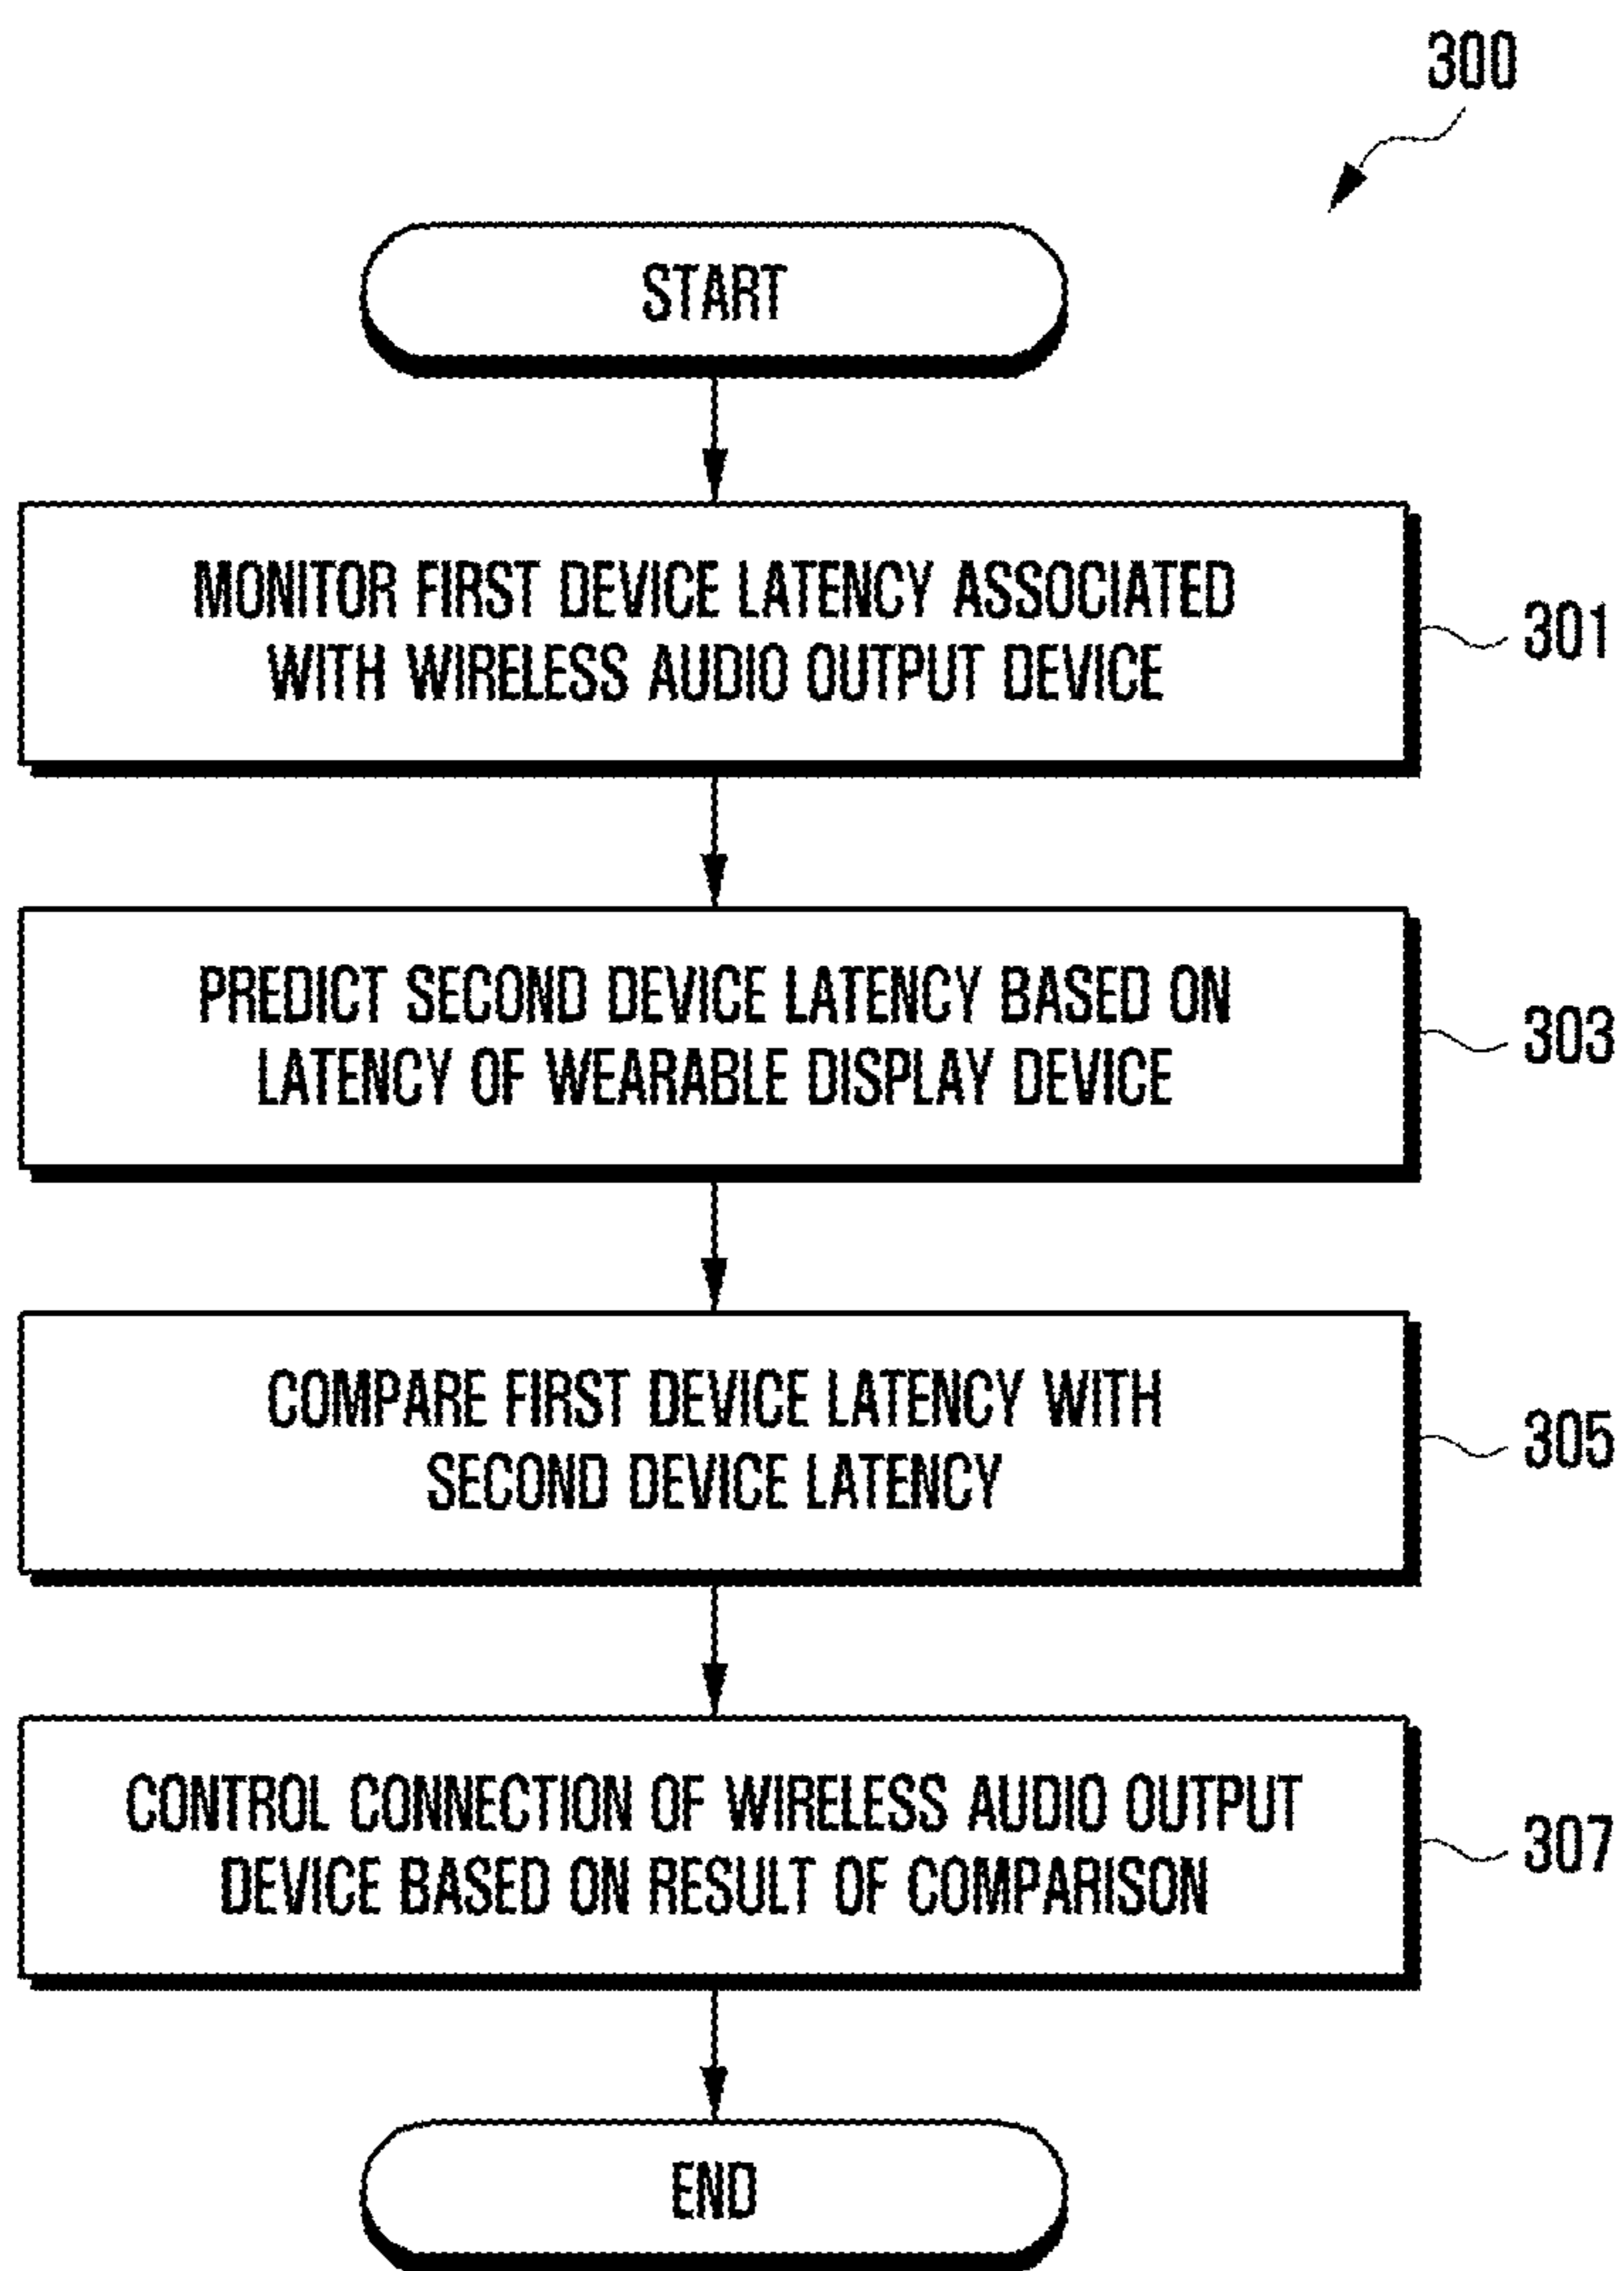 300
START
MONITOR FIRST DEVICE LATENCY ASSOCIATED
WITH WIRELESS AUDIO OUTPUT DEVICE
301
PREDICT SECOND DEVICE LATENCY BASED ON
LATENCY OF WEARABLE DISPLAY DEVICE
303
COMPARE FIRST DEVICE LATENCY WITH
SECOND DEVICE LATENCY
305
CONTROL CONNECTION OF WIRELESS AUDIO OUTPUT
DEVICE BASED ON RESULT OF COMPARISON
307
END